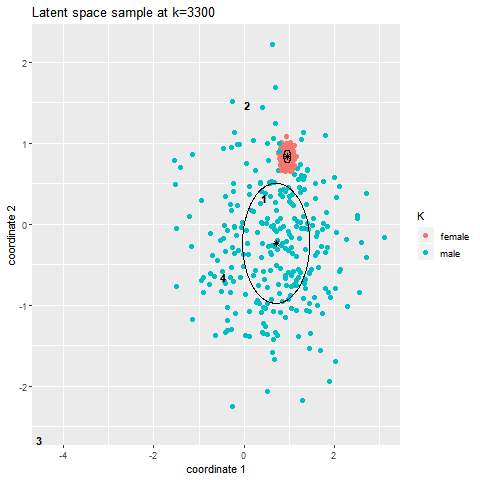 Latent space sample at k=3300
2
1
0
-1
-2
coordinate 2
2
1
4
3
-4
-2
0
2
coordinate 1
K
female
male